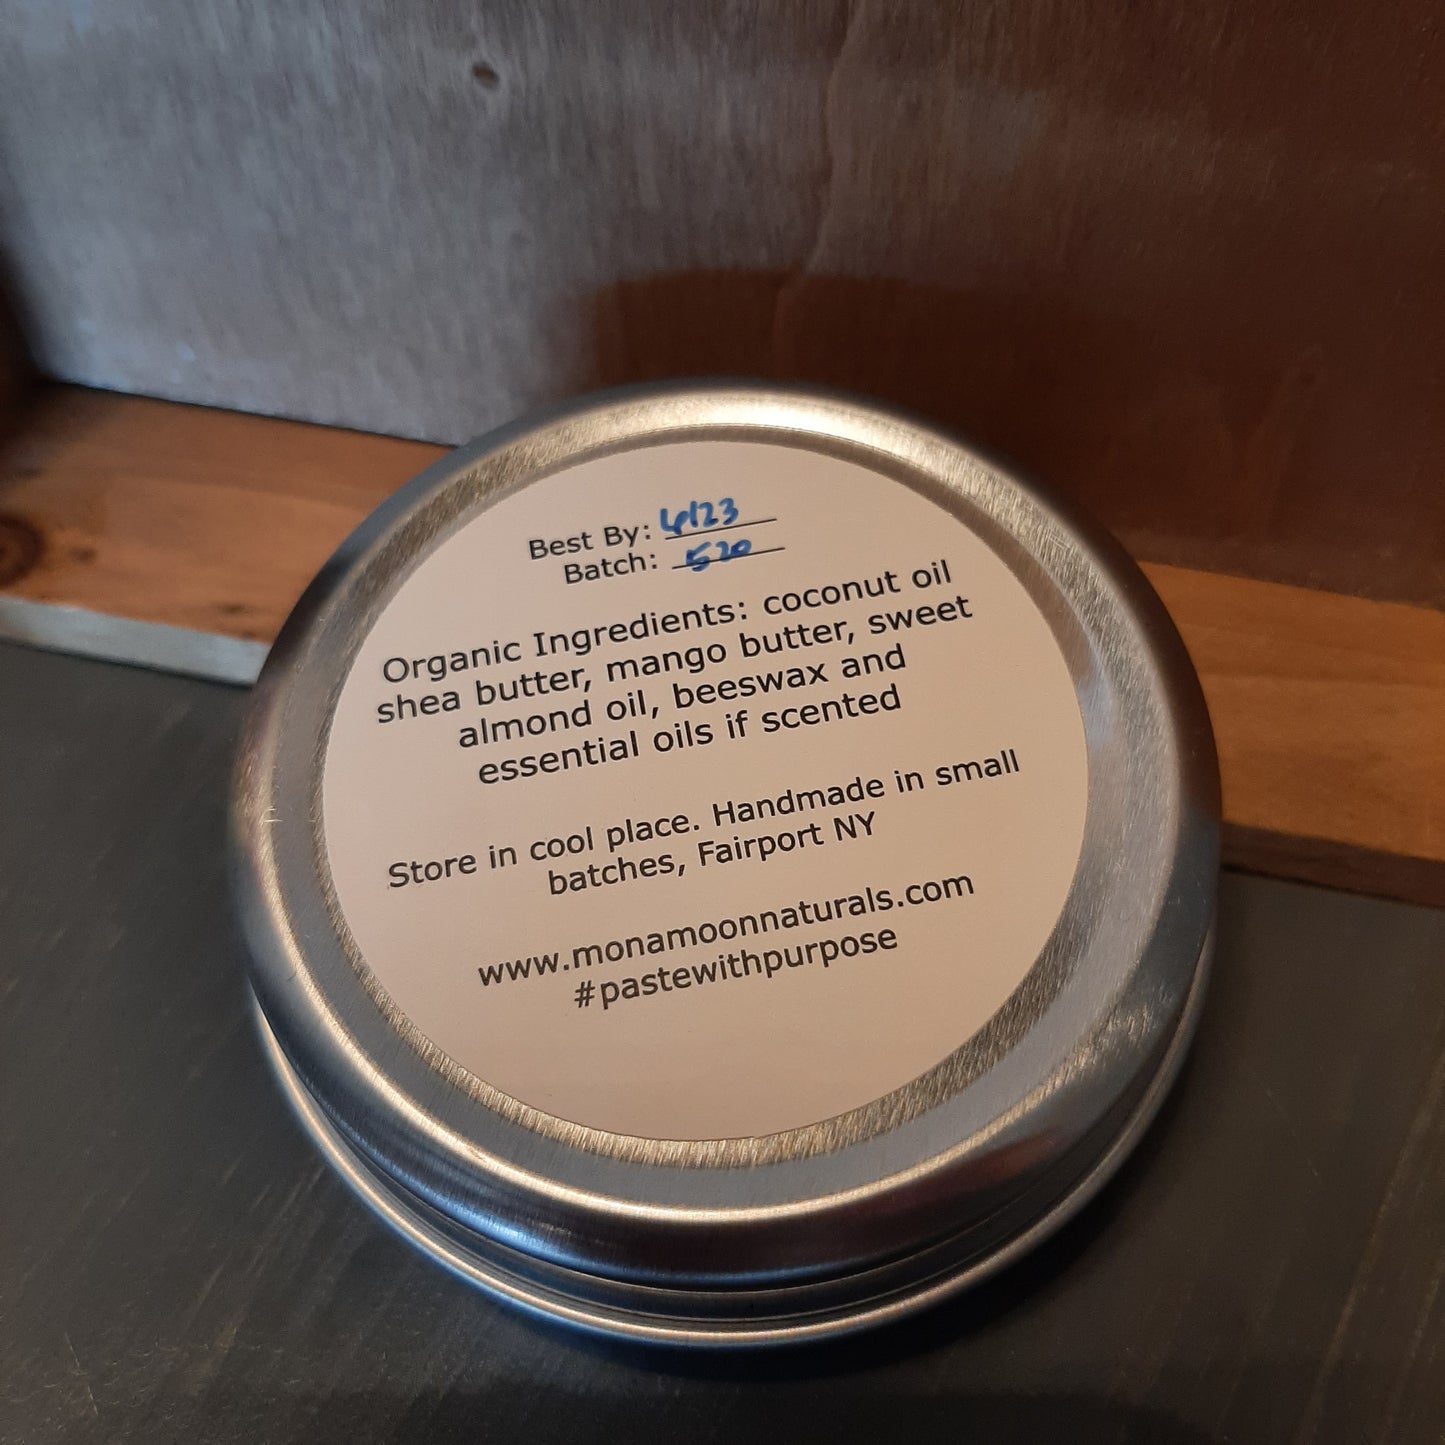 Best By: 4/23
Batch: 520
Organic Ingredients: coconut oil
shea butter, mango butter, sweet
almond oil, beeswax and
essential oils if scented
Store in cool place. Handmade in small
batches, Fairport NY
www.monamoonnaturals.com
#pastewithpurpose